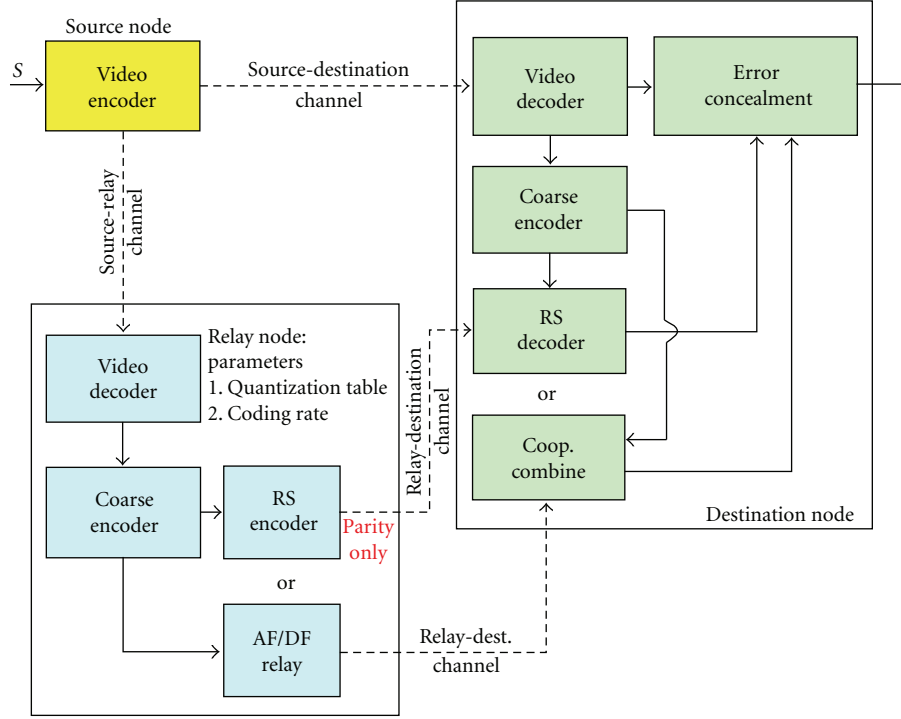 Source node
S
Video
encoder
Source-destination
channel
Video
decoder
Error
concealment
Source-relay
channel
Coarse
encoder
RS
decoder
or
Coop.
combine
Destination node
Relay node:
parameters
1. Quantization table
2. Coding rate
Video
decoder
Relay-destination
channel
Coarse
encoder
RS
encoder
Parity
only
or
AF/DF
relay
Relay-dest.
channel